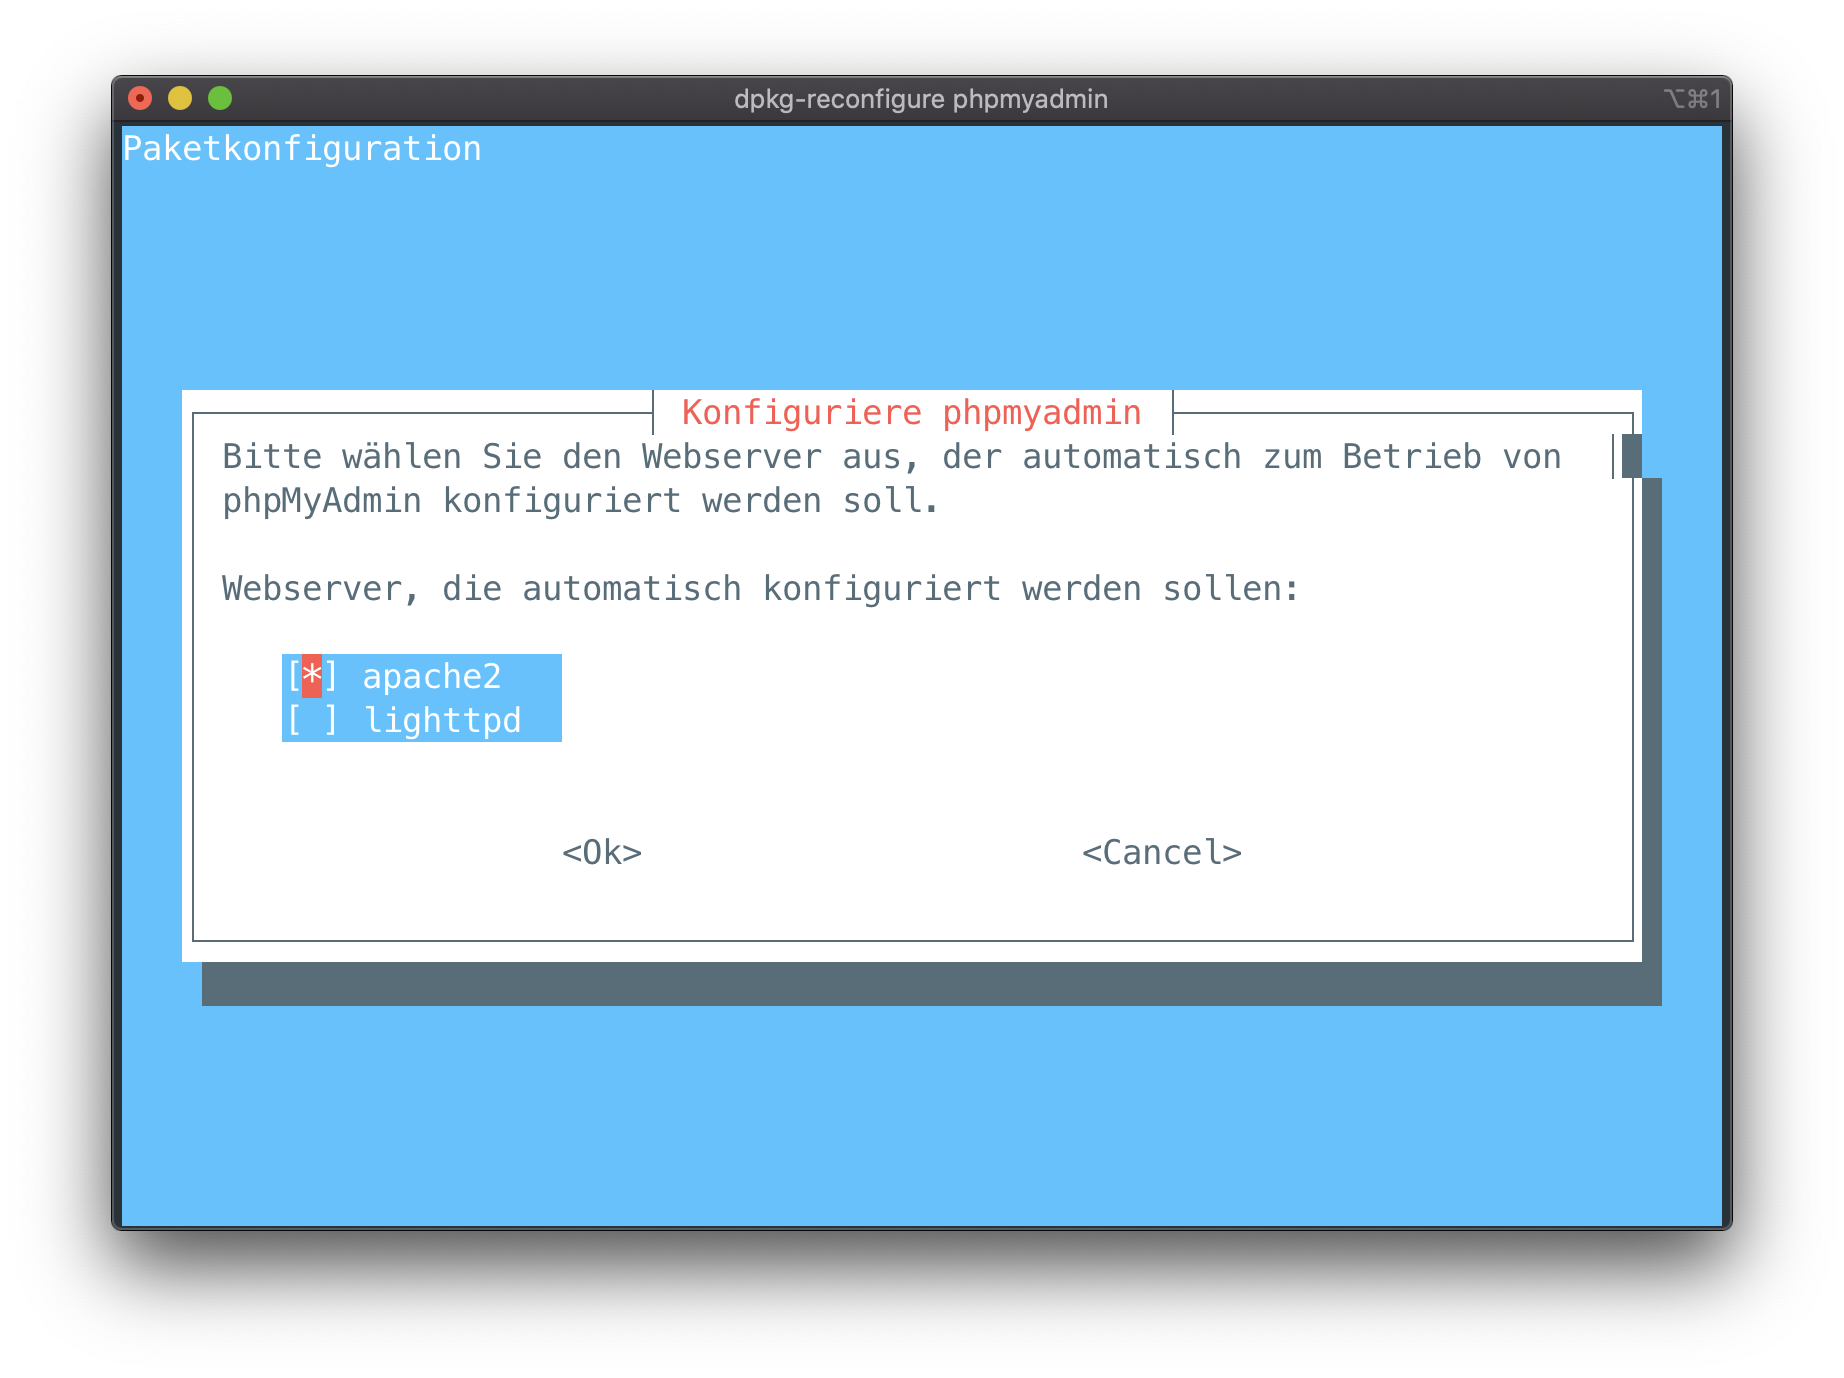 dpkg-reconfigure phpmyadmin
⌥⌘1
Paketkonfiguration
Konfiguriere phpmyadmin
Bitte wählen Sie den Webserver aus, der automatisch zum Betrieb von
phpMyAdmin konfiguriert werden soll.
Webserver, die automatisch konfiguriert werden sollen:
[*] apache2
[ ] lighttpd
<Ok> <Cancel>